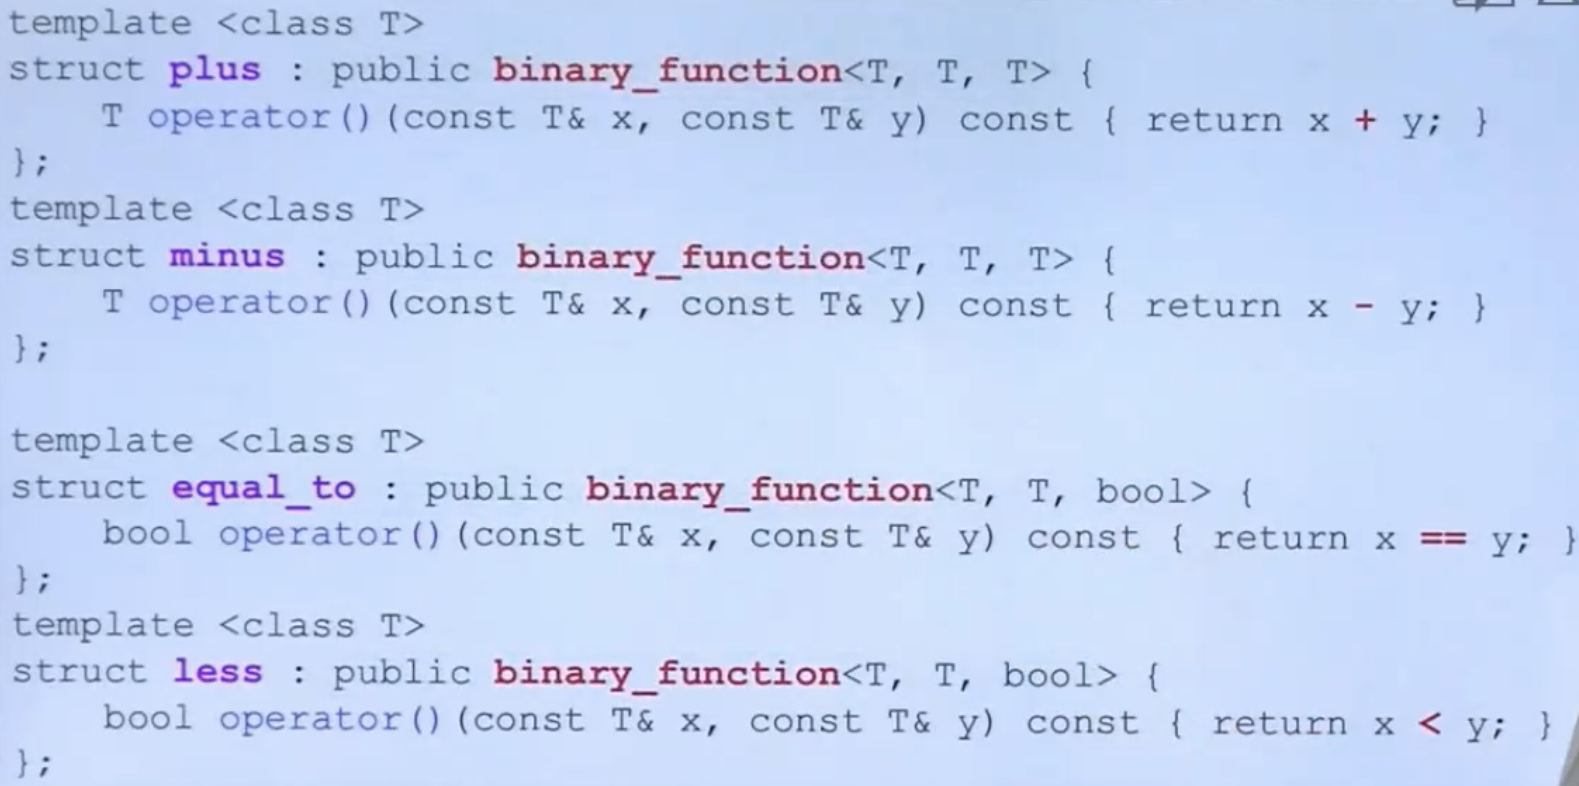 template <class T>
struct plus : public binary_function<T, T, T> {
    T operator()(const T& x, const T& y) const { return x + y; }
};
template <class T>
struct minus : public binary_function<T, T, T> {
    T operator()(const T& x, const T& y) const { return x - y; }
};

template <class T>
struct equal_to : public binary_function<T, T, bool> {
    bool operator()(const T& x, const T& y) const { return x == y; }
};
template <class T>
struct less : public binary_function<T, T, bool> {
    bool operator()(const T& x, const T& y) const { return x < y; }
};